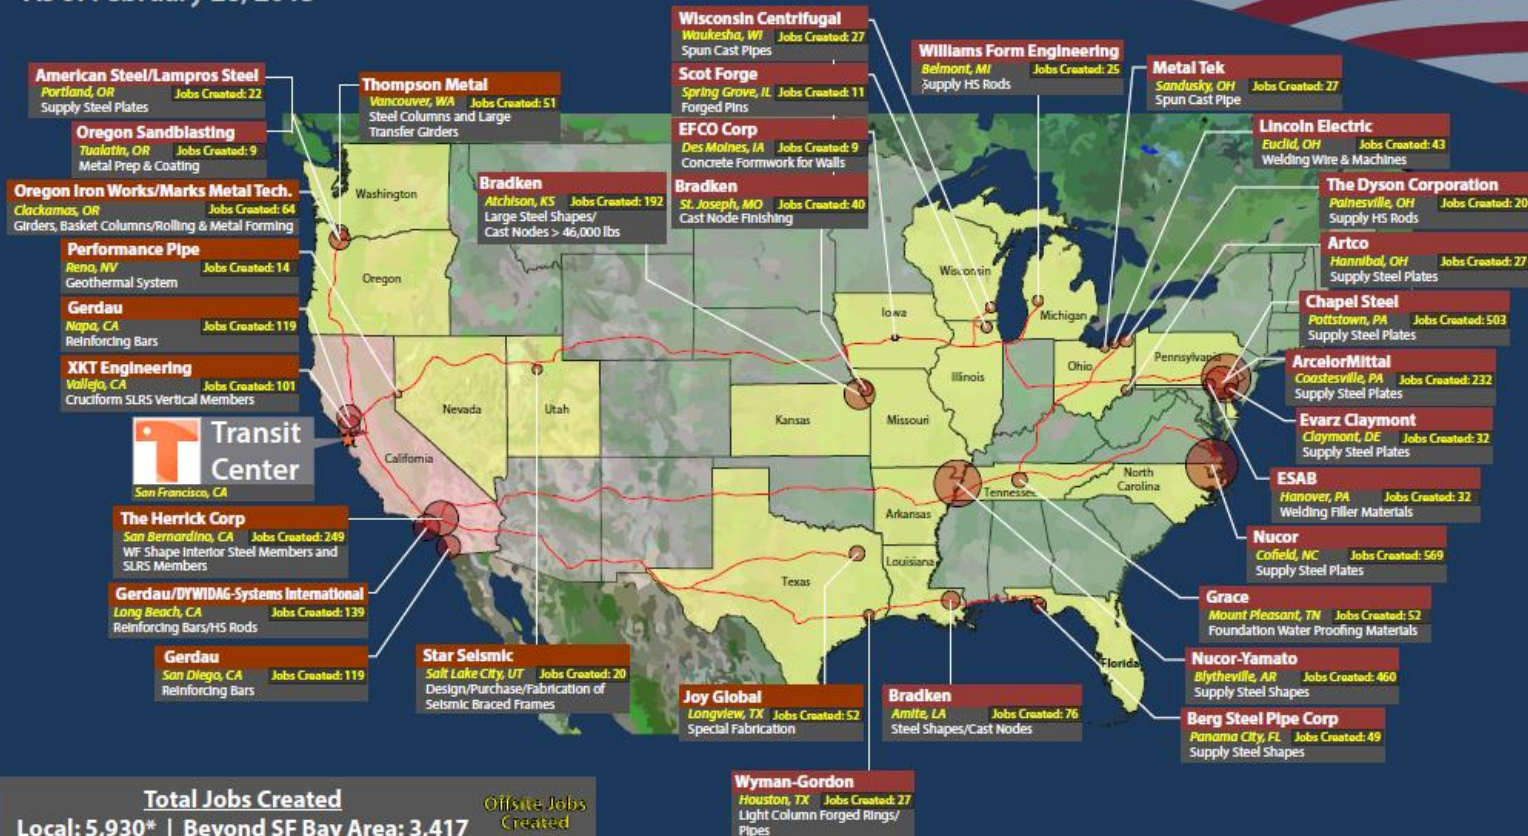 American Steel/Lampros Steel
Portland, OR Jobs Created: 22
Supply Steel Plates
Oregon Sandblasting
Tualatin, OR Jobs Created: 9
Metal Prep & Coating
Oregon Iron Works/Marks Metal Tech.
Clackamas, OR Jobs Created: 64
Girders, Basket Columns/Rolling & Metal Forming
Performance Pipe
Reno, NV Jobs Created: 14
Geothermal System
Gerdau
Napa, CA Jobs Created: 119
Reinforcing Bars
XKT Engineering
Vallejo, CA Jobs Created: 101
Cruciform SLRS Vertical Members
Transit
Center
San Francisco, CA
The Herrick Corp
San Bernardino, CA Jobs Created: 249
WF Shape Interior Steel Members and
SLRS Members
Gerdau/DYWIDAG-Systems International
Long Beach, CA Jobs Created: 139
Reinforcing Bars/HS Rods
Gerdau
San Diego, CA Jobs Created: 119
Reinforcing Bars
Thompson Metal
Vancouver, WA Jobs Created: 51
Steel Columns and Large
Transfer Girders
Bradken
Atchison, KS Jobs Created: 192
Large Steel Shapes/
Cast Nodes > 46,000 lbs
Wisconsin Centrifugal
Waukesha, WI Jobs Created: 27
Spun Cast Pipes
Scot Forge
Spring Grove, IL Jobs Created: 11
Forged Pins
EFCO Corp
Des Moines, IA Jobs Created: 9
Concrete Formwork for Walls
Bradken
St. Joseph, MO Jobs Created: 40
Cast Node Finishing
Williams Form Engineering
Belmont, MI Jobs Created: 25
Supply HS Rods
Metal Tek
Sandusky, OH Jobs Created: 27
Spun Cast Pipe
Lincoln Electric
Euclid, OH Jobs Created: 43
Welding Wire & Machines
The Dyson Corporation
Painesville, OH Jobs Created: 20
Supply HS Rods
Artco
Hannibal, OH Jobs Created: 27
Supply Steel Plates
Chapel Steel
Pottstown, PA Jobs Created: 503
Supply Steel Plates
ArcelorMittal
Coastesville, PA Jobs Created: 232
Supply Steel Plates
Evarz Claymont
Claymont, DE Jobs Created: 32
Supply Steel Plates
ESAB
Hanover, PA Jobs Created: 32
Welding Filler Materials
Nucor
Cofield, NC Jobs Created: 569
Supply Steel Plates
Grace
Mount Pleasant, TN Jobs Created: 52
Foundation Water Proofing Materials
Nucor-Yamato
Blytheville, AR Jobs Created: 460
Supply Steel Shapes
Berg Steel Pipe Corp
Panama City, FL Jobs Created: 49
Supply Steel Shapes
Star Seismic
Salt Lake City, UT Jobs Created: 20
Design/Purchase/Fabrication of
Seismic Braced Frames
Joy Global
Longview, TX Jobs Created: 52
Special Fabrication
Bradken
Amite, LA Jobs Created: 76
Steel Shapes/Cast Nodes
Wyman-Gordon
Houston, TX Jobs Created: 27
Light Column Forged Rings/
Pipes
Washington
Oregon
Nevada
Utah
California
Kansas
Missouri
Iowa
Wisconsin
Illinois
Michigan
Ohio
Pennsylvania
North
Carolina
Tennessee
Arkansas
Louisiana
Texas
Florida
Total Jobs Created
Local: 5,930* | Beyond SF Bay Area: 3,417
Offsite Jobs
Created